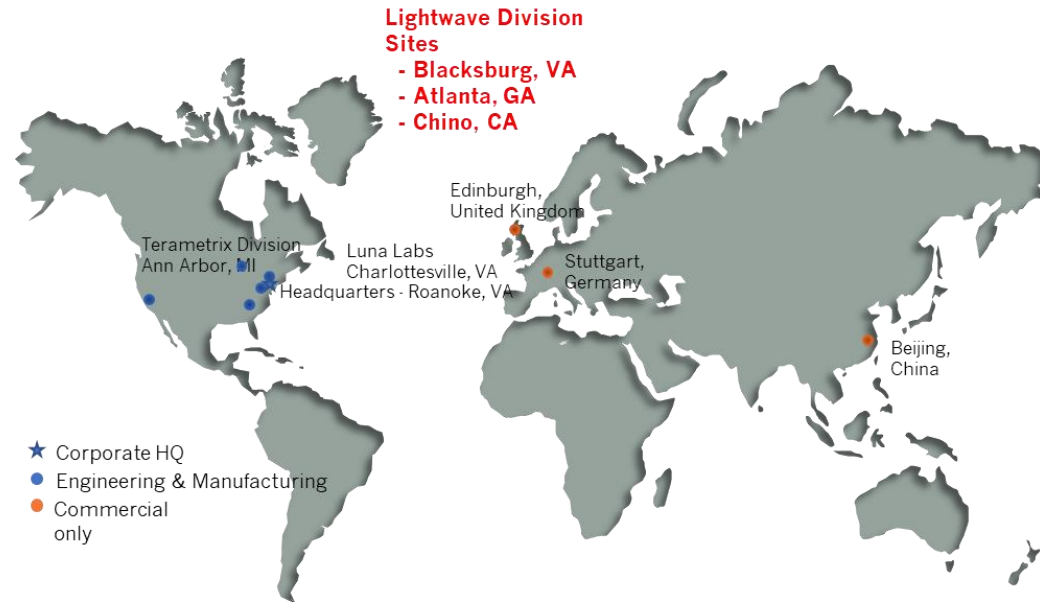 Lightwave Division
Sites
- Blacksburg, VA
- Atlanta, GA
- Chino, CA
Edinburgh,
United Kingdom
Terametrix Division
Ann Arbor, MI
Luna Labs
Charlottesville, VA
Headquarters - Roanoke, VA
Stuttgart,
Germany
Beijing,
China
Corporate HQ
Engineering & Manufacturing
Commercial
only